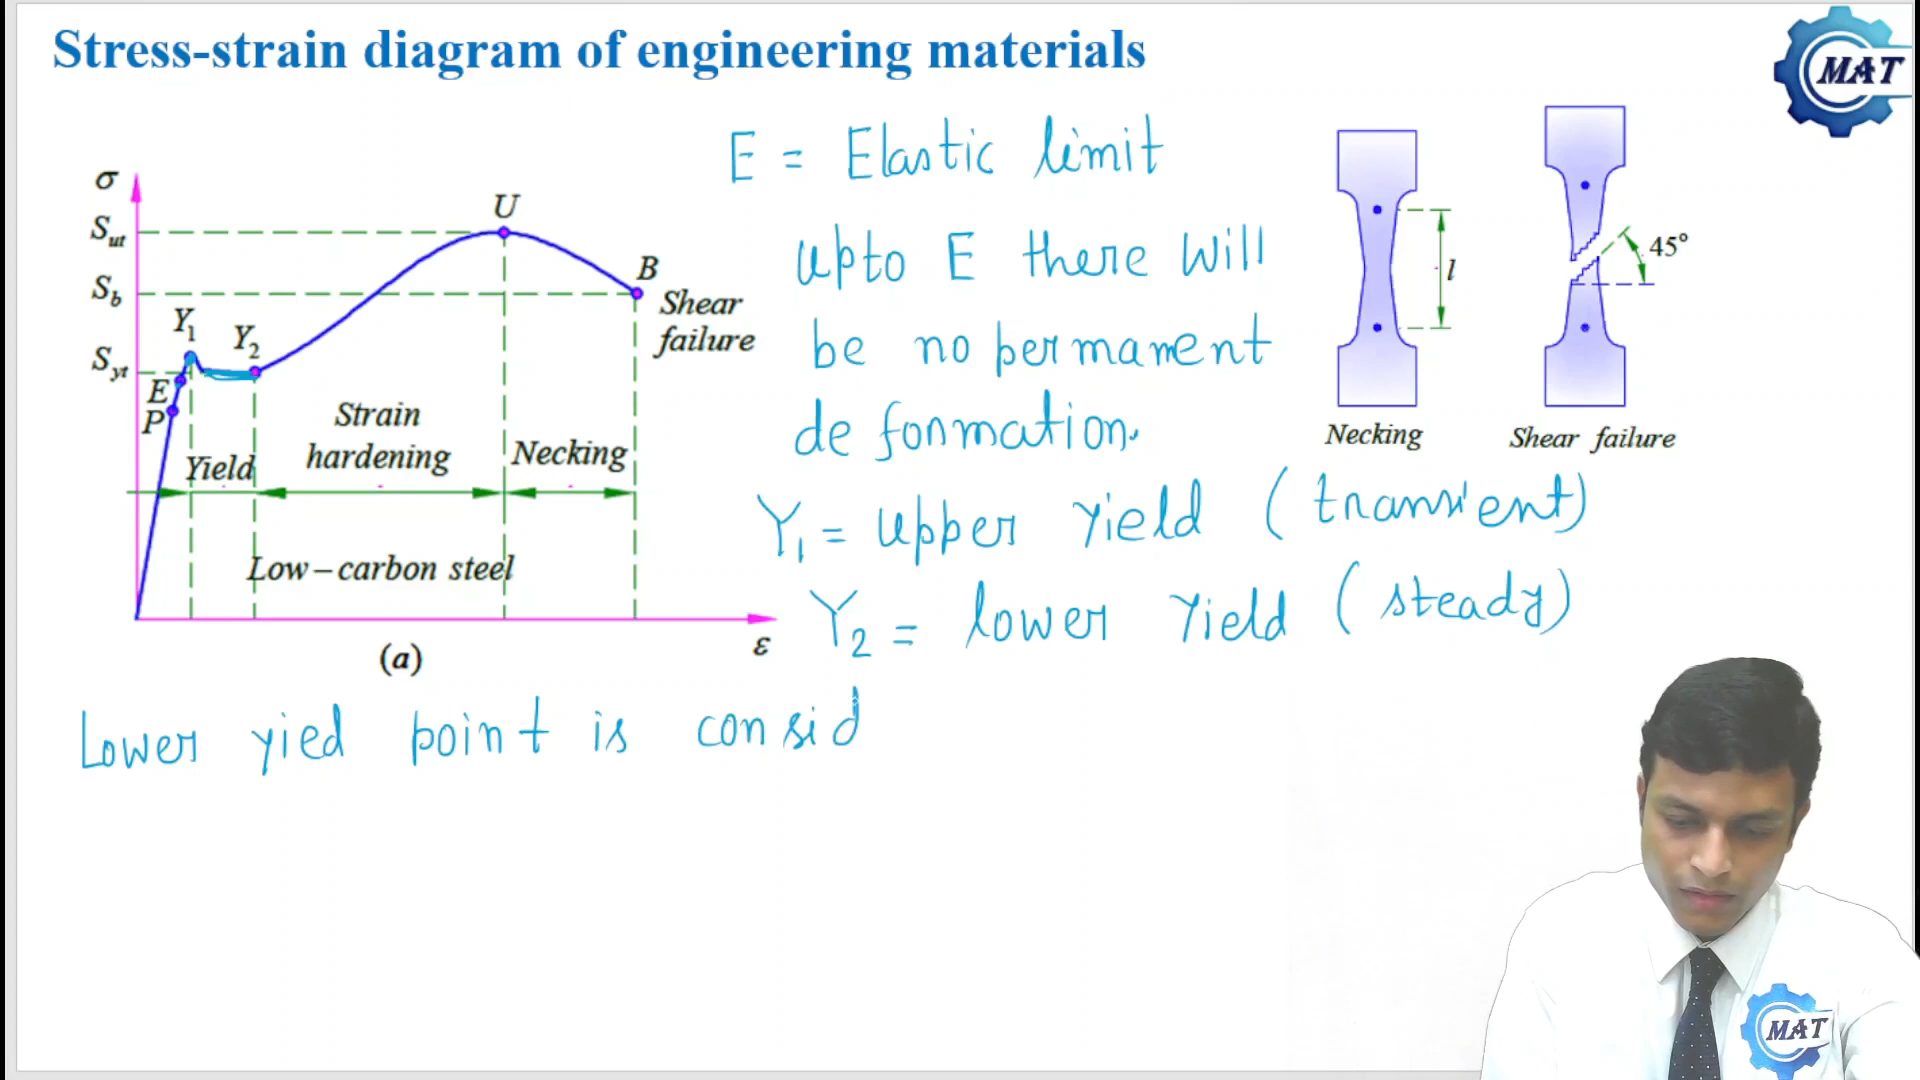 Stress-strain diagram of engineering materials
MAT
E = Elastic limit
upto E there will
be no permanent
deformation.
Y1 = upper yield (transient)
Y2 = lower yield (steady)
Lower yied point is consid
σ
Sut
Sb
Syt
U
B
Y1
Y2
E
P
Shear
failure
Strain
hardening
Yield
Necking
Low-carbon steel
ε
(a)
l
45°
Necking
Shear failure
MAT